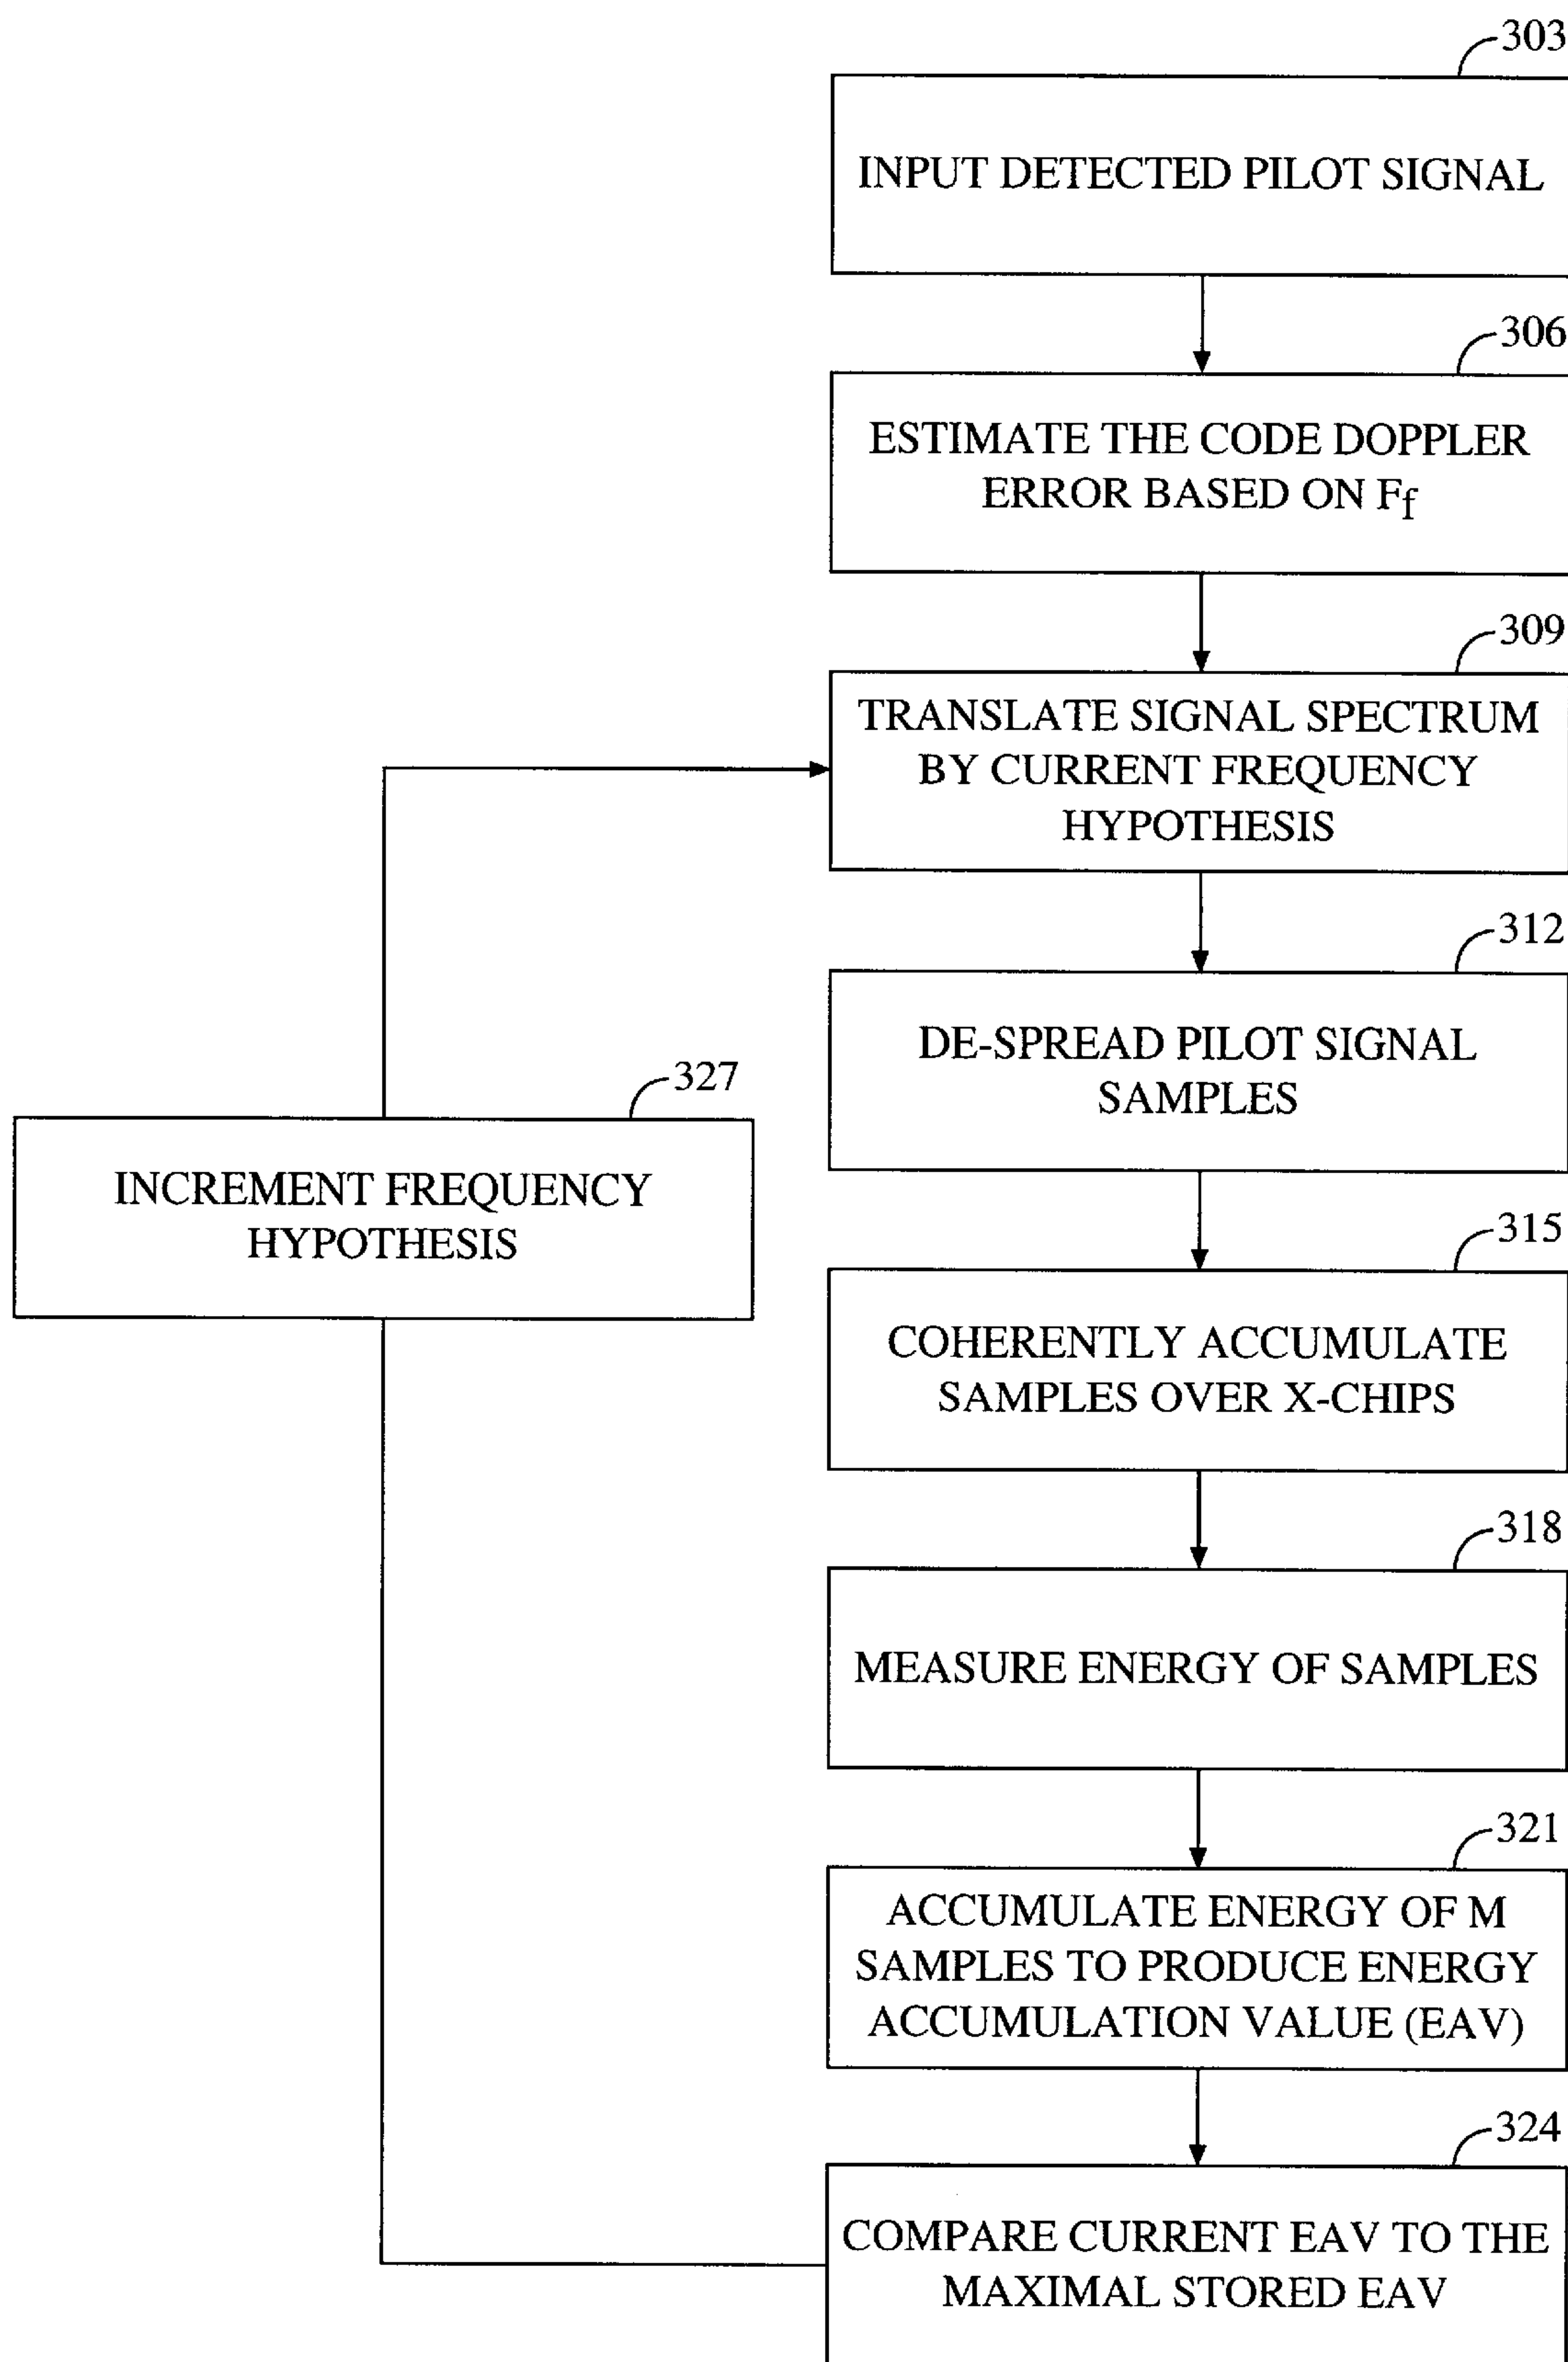 303
INPUT DETECTED PILOT SIGNAL
306
ESTIMATE THE CODE DOPPLER
ERROR BASED ON Ff
309
TRANSLATE SIGNAL SPECTRUM
BY CURRENT FREQUENCY
HYPOTHESIS
312
DE-SPREAD PILOT SIGNAL
SAMPLES
327
INCREMENT FREQUENCY
HYPOTHESIS
315
COHERENTLY ACCUMULATE
SAMPLES OVER X-CHIPS
318
MEASURE ENERGY OF SAMPLES
321
ACCUMULATE ENERGY OF M
SAMPLES TO PRODUCE ENERGY
ACCUMULATION VALUE (EAV)
324
COMPARE CURRENT EAV TO THE
MAXIMAL STORED EAV